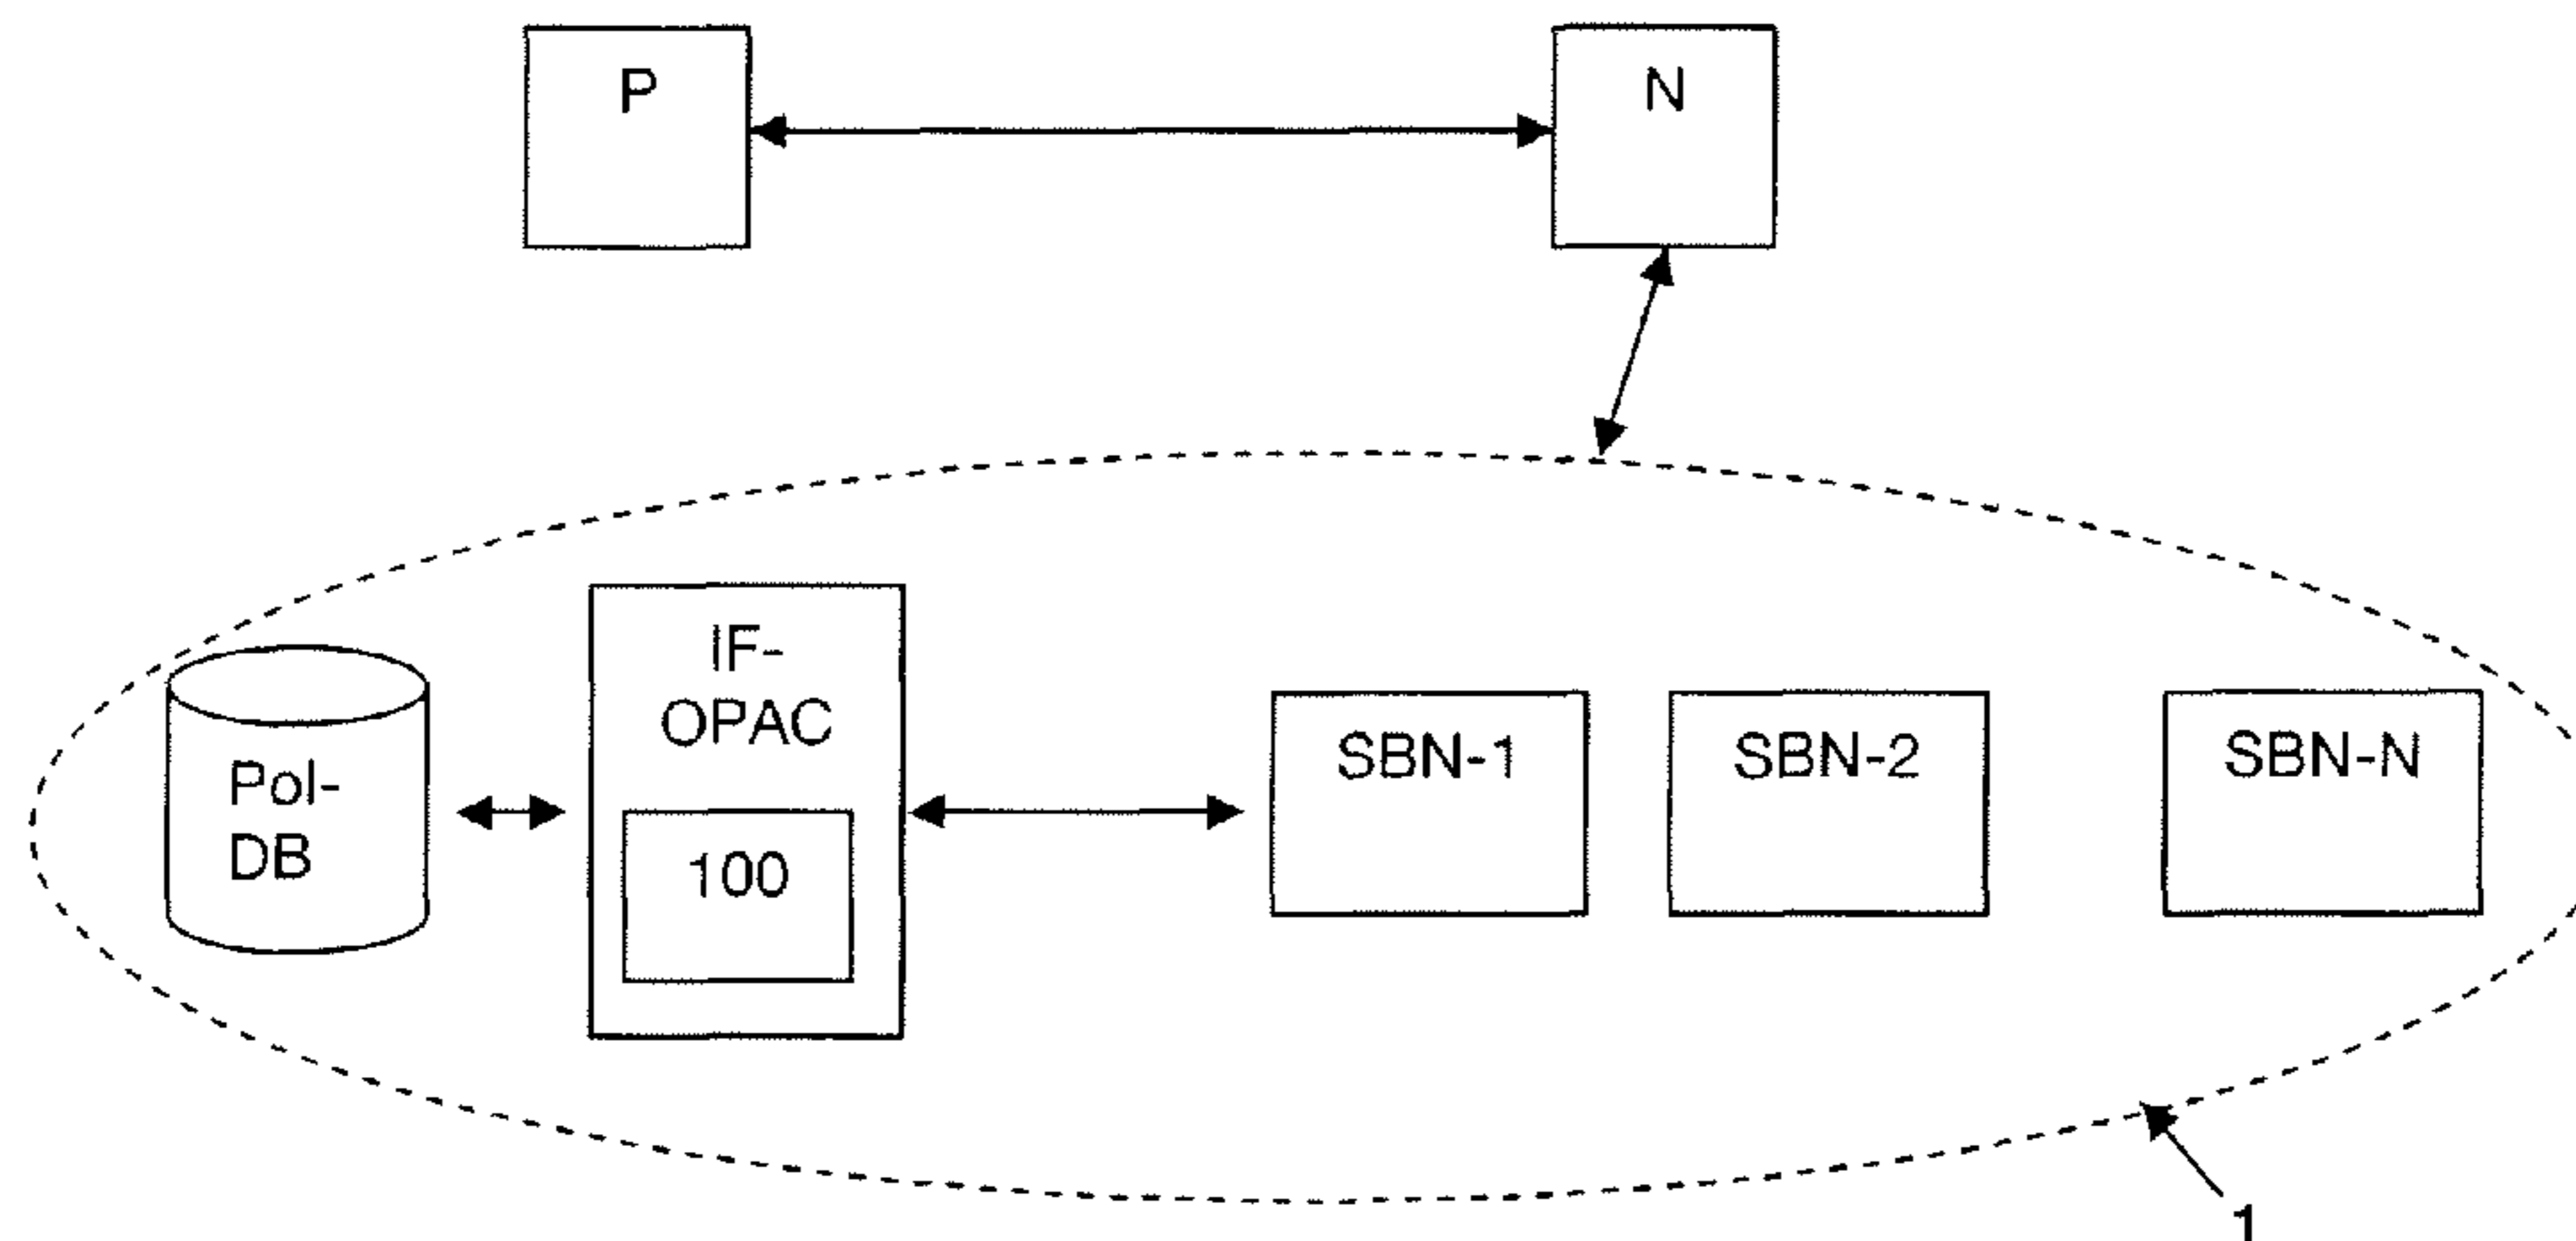 P
N
IF-
OPAC
Pol-
DB
100
SBN-1
SBN-2
SBN-N
1